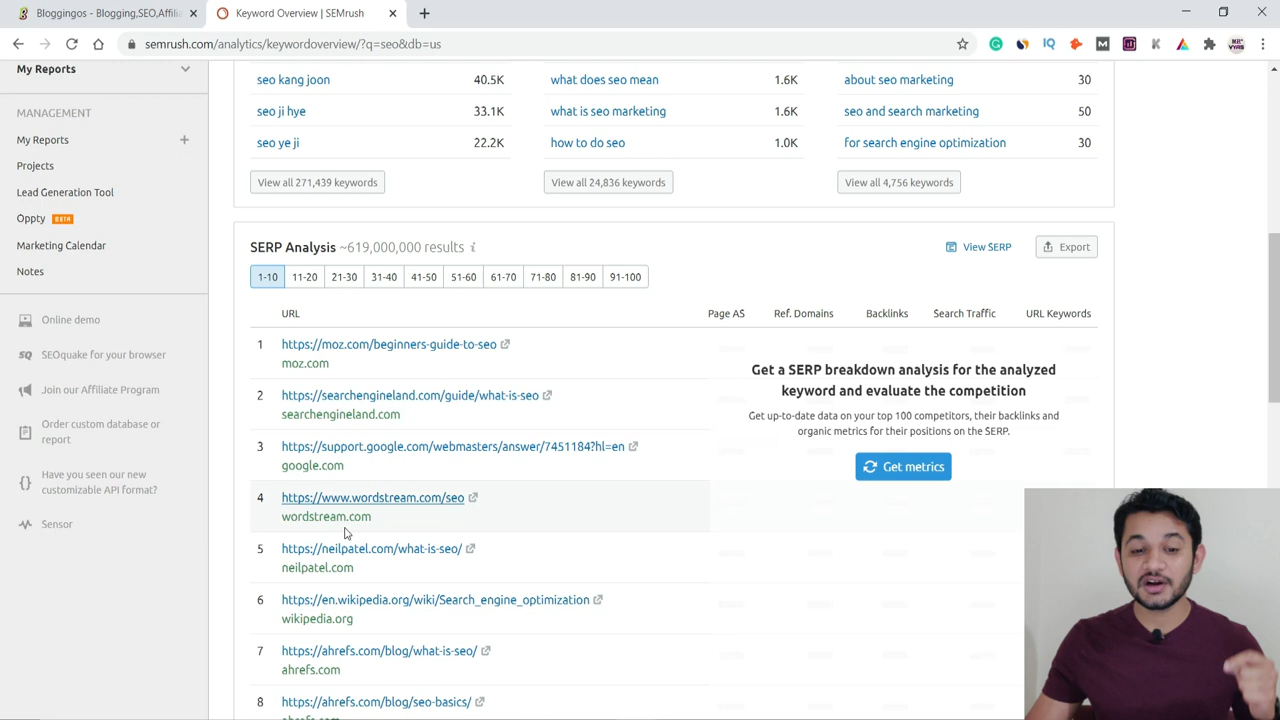 Bloggingos - Blogging,SEO,Affili
Keyword Overview | SEMrush
semrush.com/analytics/keywordoverview/?q=seo&db=us
My Reports
MANAGEMENT
My Reports
Projects
Lead Generation Tool
Oppty BETA
Marketing Calendar
Notes
Online demo
SEOquake for your browser
Join our Affiliate Program
Order custom database or
report
Have you seen our new
customizable API format?
Sensor
seo kang joon 40.5K
seo ji hye 33.1K
seo ye ji 22.2K
View all 271,439 keywords
what does seo mean 1.6K
what is seo marketing 1.6K
how to do seo 1.0K
View all 24,836 keywords
about seo marketing 30
seo and search marketing 50
for search engine optimization 30
View all 4,756 keywords
SERP Analysis ~619,000,000 results i
View SERP
Export
1-10 11-20 21-30 31-40 41-50 51-60 61-70 71-80 81-90 91-100
URL Page AS Ref. Domains Backlinks Search Traffic URL Keywords
1 https://moz.com/beginners-guide-to-seo
moz.com
2 https://searchengineland.com/guide/what-is-seo
searchengineland.com
3 https://support.google.com/webmasters/answer/7451184?hl=en
google.com
4 https://www.wordstream.com/seo
wordstream.com
5 https://neilpatel.com/what-is-seo/
neilpatel.com
6 https://en.wikipedia.org/wiki/Search_engine_optimization
wikipedia.org
7 https://ahrefs.com/blog/what-is-seo/
ahrefs.com
8 https://ahrefs.com/blog/seo-basics/
ahrefs.com
Get a SERP breakdown analysis for the analyzed
keyword and evaluate the competition
Get up-to-date data on your top 100 competitors, their backlinks and
organic metrics for their positions on the SERP.
Get metrics